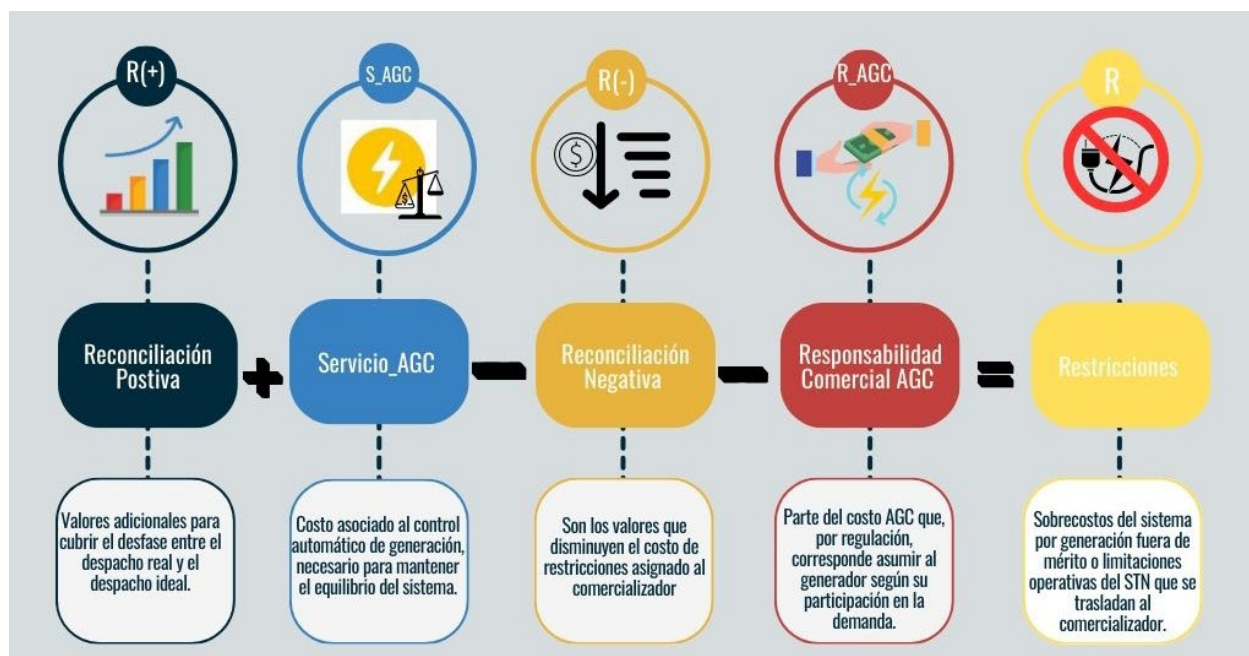 R(+)
S_AGC
R(-)
R_AGC
R
$
$
Reconciliación
Postiva
+
Servicio_AGC
-
Reconciliación
Negativa
-
Responsabilidad
Comercial AGC
=
Restricciones
Valores adicionales para
cubrir el desfase entre el
despacho real y el
despacho ideal.
Costo asociado al control
automático de generación,
necesario para mantener
el equilibrio del sistema.
Son los valores que
disminuyen el costo de
restricciones asignado al
comercializador
Parte del costo AGC que,
por regulación,
corresponde asumir al
generador según su
participación en la
demanda.
Sobrecostos del sistema
por generación fuera de
mérito o limitaciones
operativas del STN que se
trasladan al
comercializador.